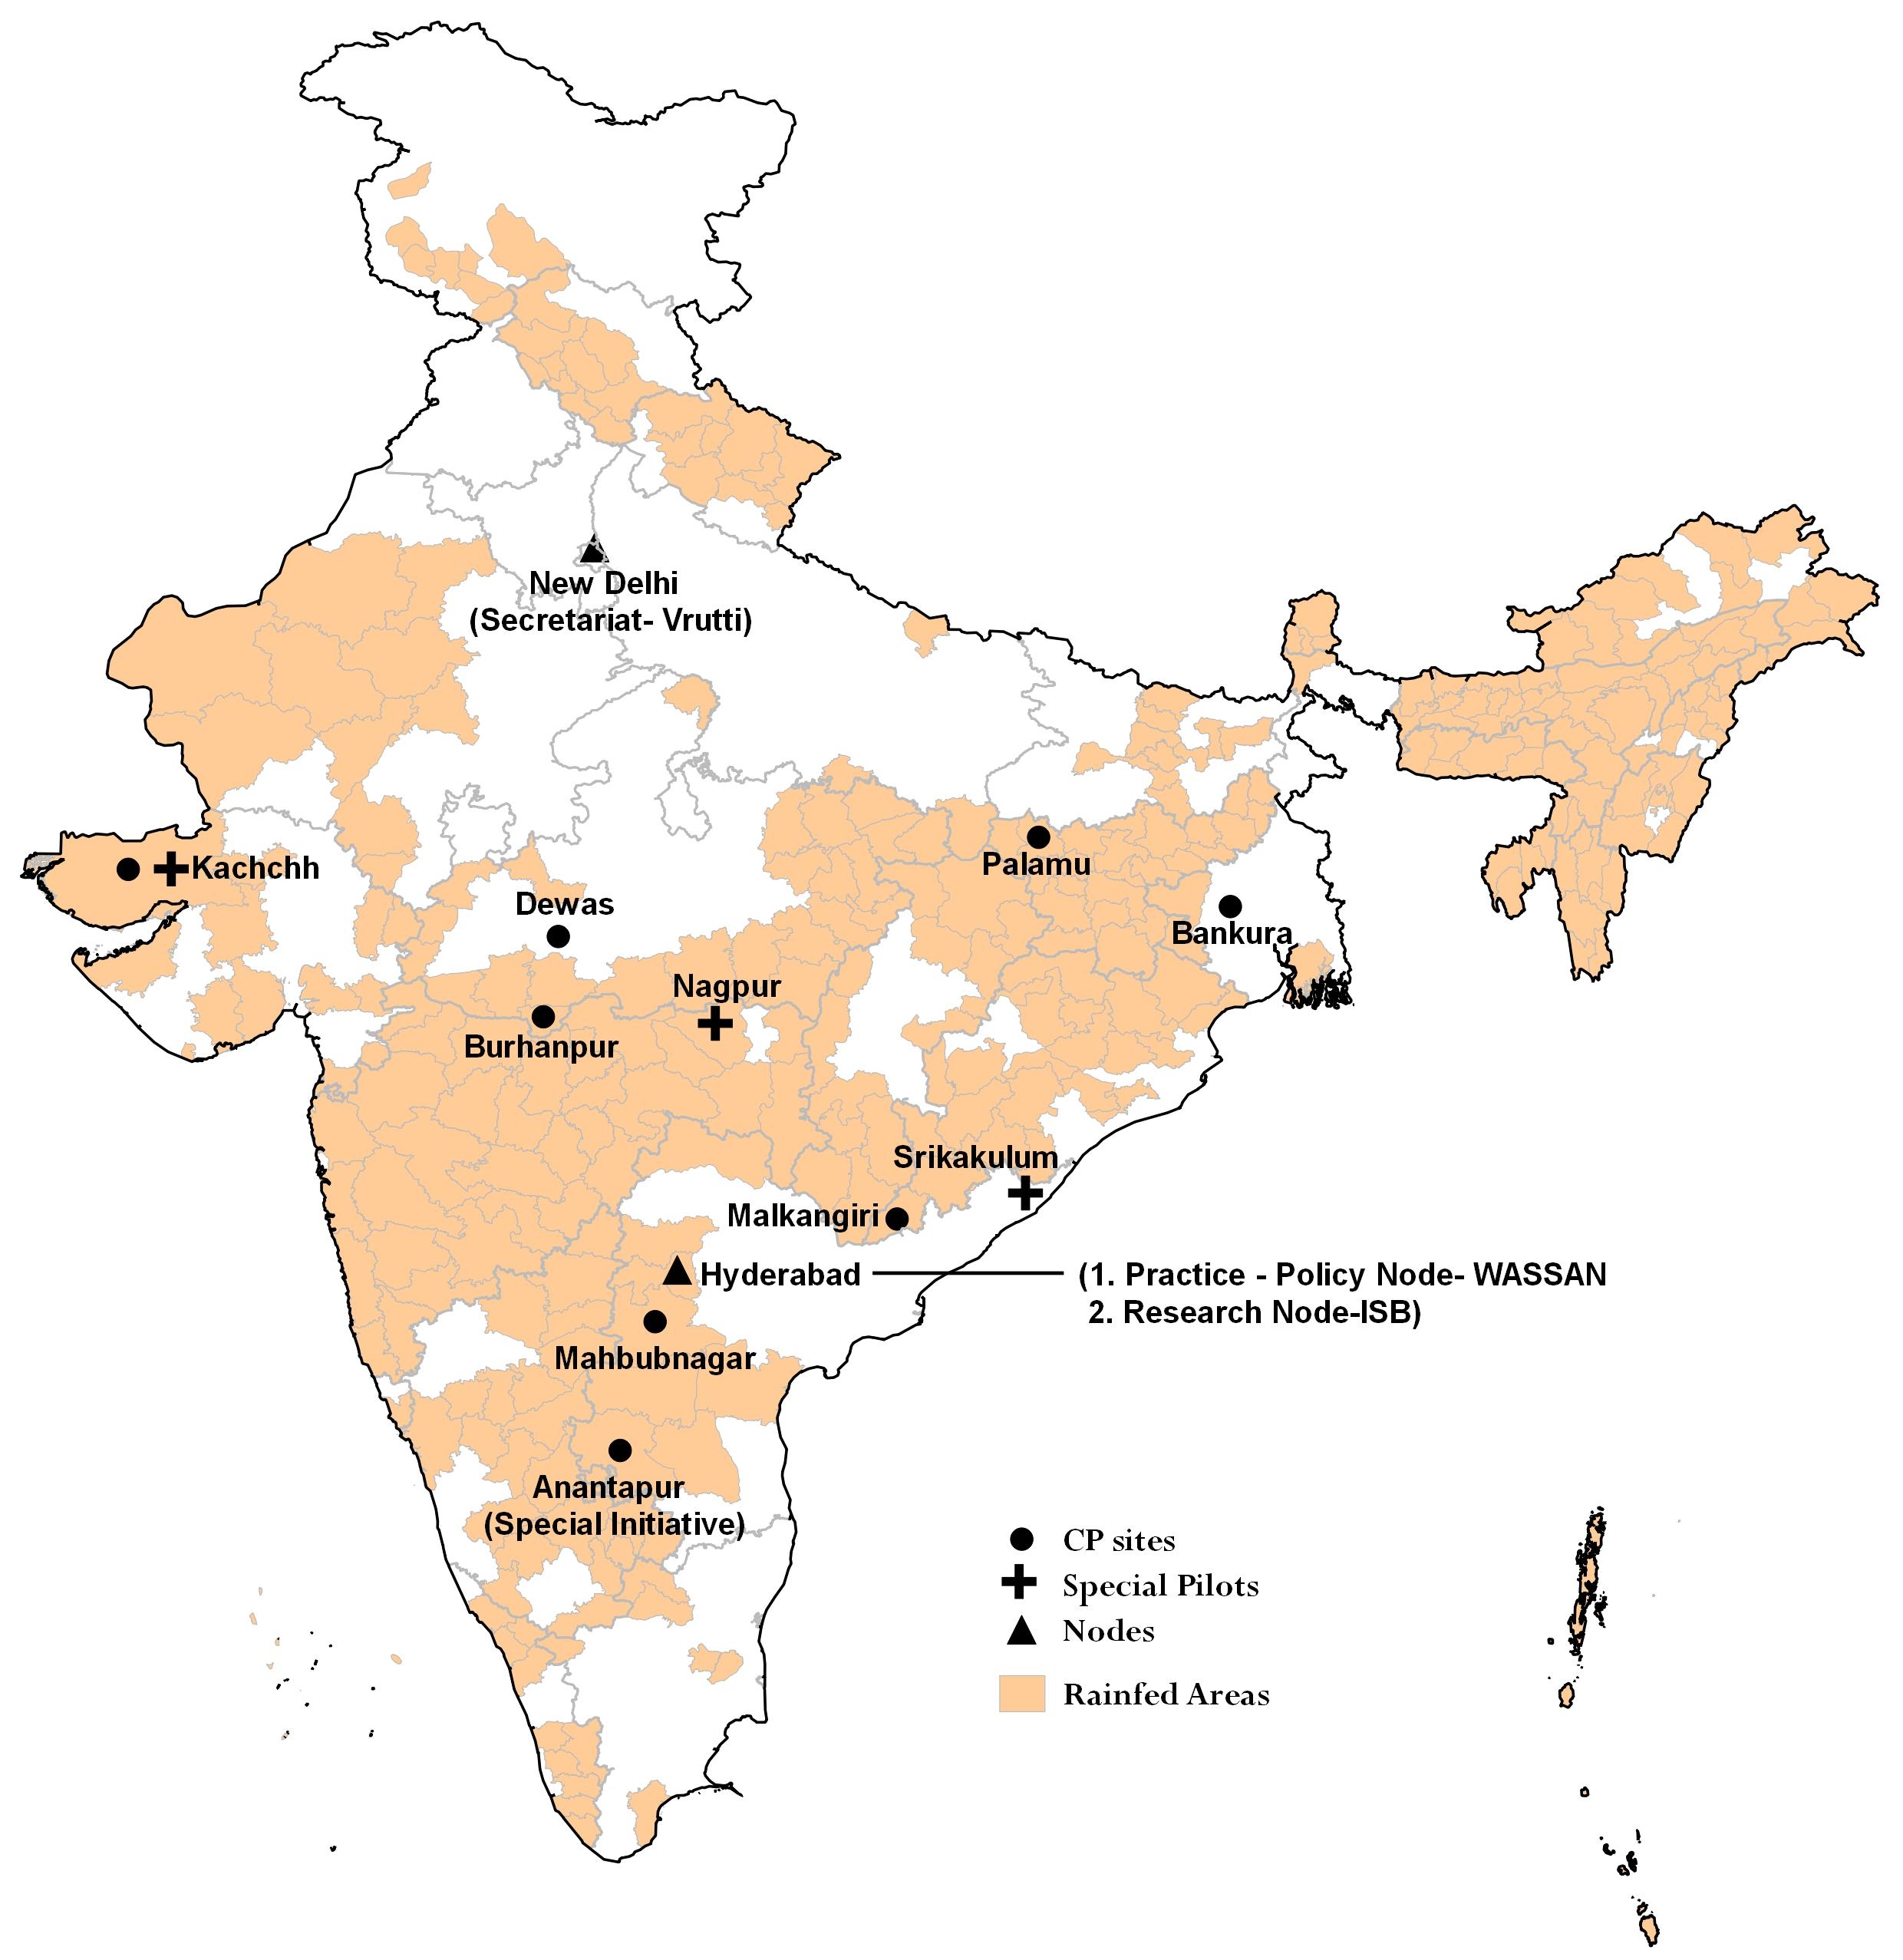 New Delhi
(Secretariat- Vrutti)
Kachchh
Palamu
Dewas
Bankura
Nagpur
Burhanpur
Srikakulum
Malkangiri
Hyderabad
(1. Practice - Policy Node- WASSAN
2. Research Node-ISB)
Mahbubnagar
Anantapur
(Special Initiative)
CP sites
Special Pilots
Nodes
Rainfed Areas